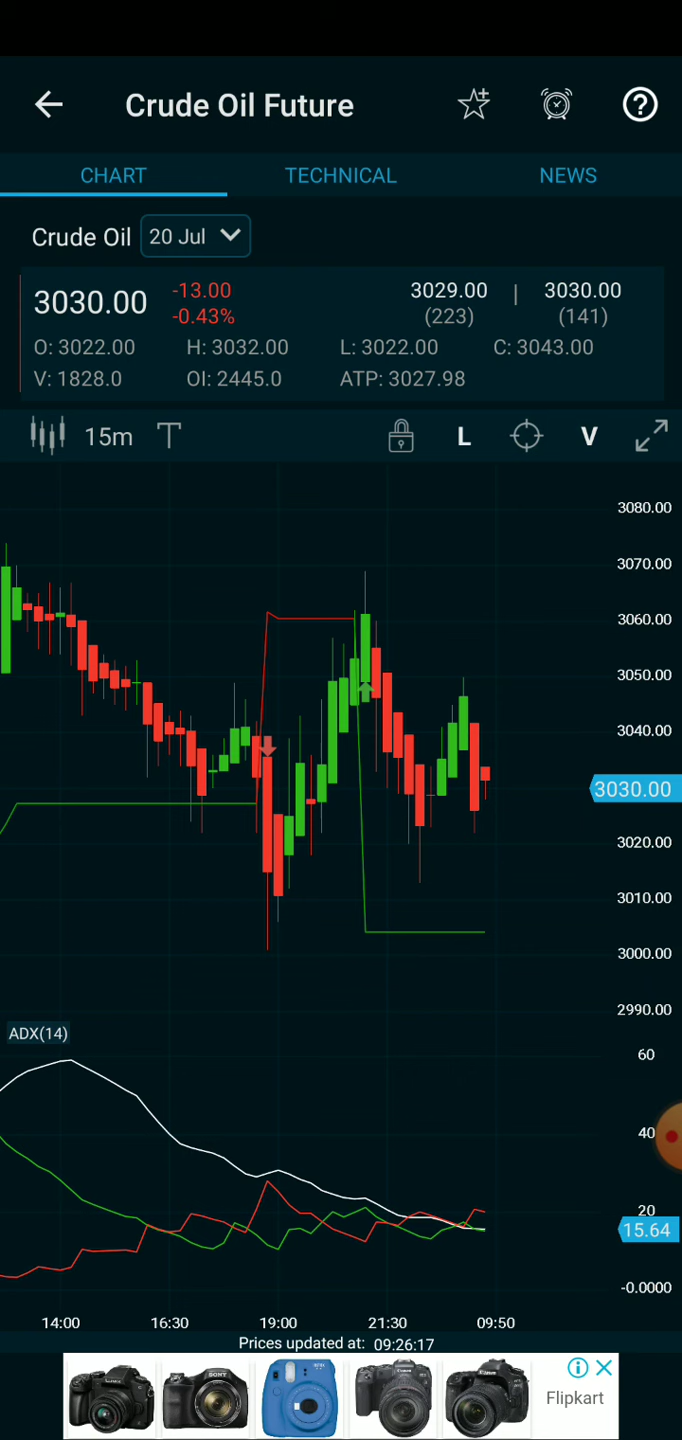 Crude Oil Future
CHART TECHNICAL NEWS
Crude Oil 20 Jul
3030.00 -13.00 3029.00 | 3030.00
-0.43% (223) (141)
O: 3022.00 H: 3032.00 L: 3022.00 C: 3043.00
V: 1828.0 OI: 2445.0 ATP: 3027.98
15m T L V
3080.00
3070.00
3060.00
3050.00
3040.00
3030.00
3020.00
3010.00
3000.00
2990.00
ADX(14)
60
40
20
15.64
-0.0000
14:00 16:30 19:00 21:30 09:50
Prices updated at: 09:26:17
SONY
Canon
Canon
Flipkart